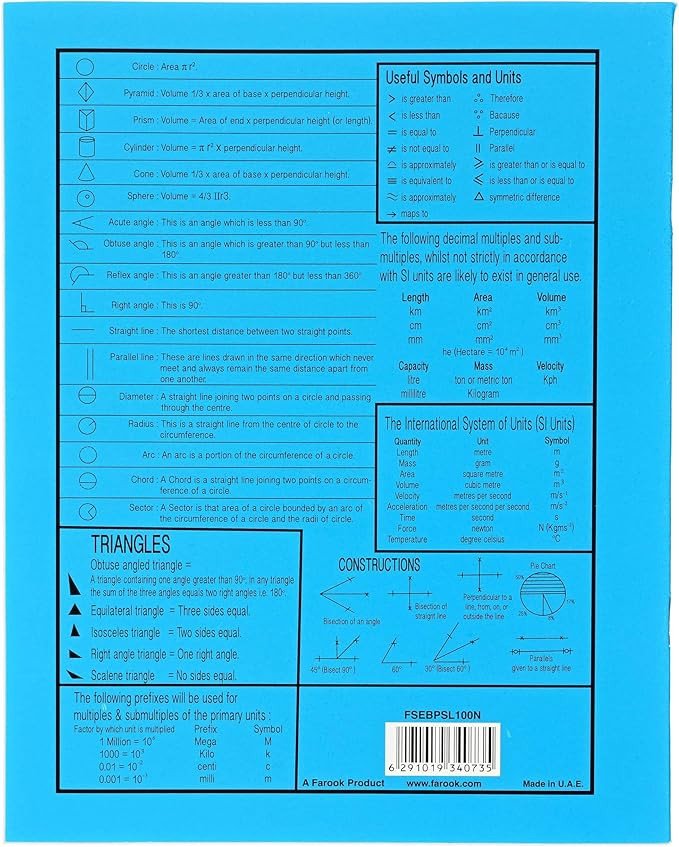 Circle : Area π r².
Pyramid : Volume 1/3 x area of base x perpendicular height.
Prism : Volume = Area of end x perpendicular height (or length).
Cylinder : Volume = π r² X perpendicular height.
Cone : Volume 1/3 x area of base x perpendicular height.
Sphere : Volume = 4/3 IIr3.
Acute angle : This is an angle which is less than 90º.
Obtuse angle : This is an angle which is greater than 90º but less than
180º.
Reflex angle : This is an angle greater than 180º but less than 360º.
Right angle : This is 90º.
Straight line : The shortest distance between two straight points.
Parallel line : These are lines drawn in the same direction which never
meet and always remain the same distance apart from
one another.
Diameter : A straight line joining two points on a circle and passing
through the centre.
Radius : This is a straight line from the centre of circle to the
circumference.
Arc : An arc is a portion of the circumference of a circle.
Chord : A Chord is a straight line joining two points on a circum-
ference of a circle.
Sector : A Sector is that area of a circle bounded by an arc of
the circumference of a circle and the radii of circle.
Useful Symbols and Units
> is greater than ∴ Therefore
< is less than ∵ Bacause
= is equal to ⊥ Perpendicular
≠ is not equal to || Parallel
≏ is approximately ⩾ is greater than or is equal to
≡ is equivalent to ⩽ is less than or is equal to
≈ is approximately △ symmetric difference
→ maps to
The following decimal multiples and sub-
multiples, whilst not strictly in accordance
with SI units are likely to exist in general use.
Length Area Volume
km km² km³
cm cm² cm³
mm mm² mm³
he (Hectare = 10⁴ m²)
Capacity Mass Velocity
litre ton or metric ton Kph
millilitre Kilogram
The International System of Units (SI Units)
Quantity Unit Symbol
Length metre m
Mass gram g
Area square metre
Volume cubic metre m³
Velocity metres per second m/s⁻¹
Acceleration metres per second per second
Time second s
Force newton N (Kgms⁻²)
Temperature degree celsius ºC
TRIANGLES
Obtuse angled triangle =
A triangle containing one angle greater than 90º, in any triangle
the sum of the three angles equals two right angles i.e. 180º.
Equilateral triangle = Three sides equal.
Isosceles triangle = Two sides equal.
Right angle triangle = One right angle.
Scalene triangle = No sides equal.
CONSTRUCTIONS
Bisection of an angle
Bisection of
straight line
Perpendicular to a
line, from, on, or
outside the line
Pie Chart
50%
17%
25%
8%
45º (Bisect 90º)
60º
30º (Bisect 60º)
Parallels
given to a straight line
The following prefixes will be used for
multiples & submultiples of the primary units :
Factor by which unit is multiplied Prefix Symbol
1 Million = 10⁶ Mega M
1000 = 10³ Kilo k
0.01 = 10⁻² centi c
0.001 = milli m
FSEBPSL100N
6 291019 340735
A Farook Product www.farook.com Made in U.A.E.